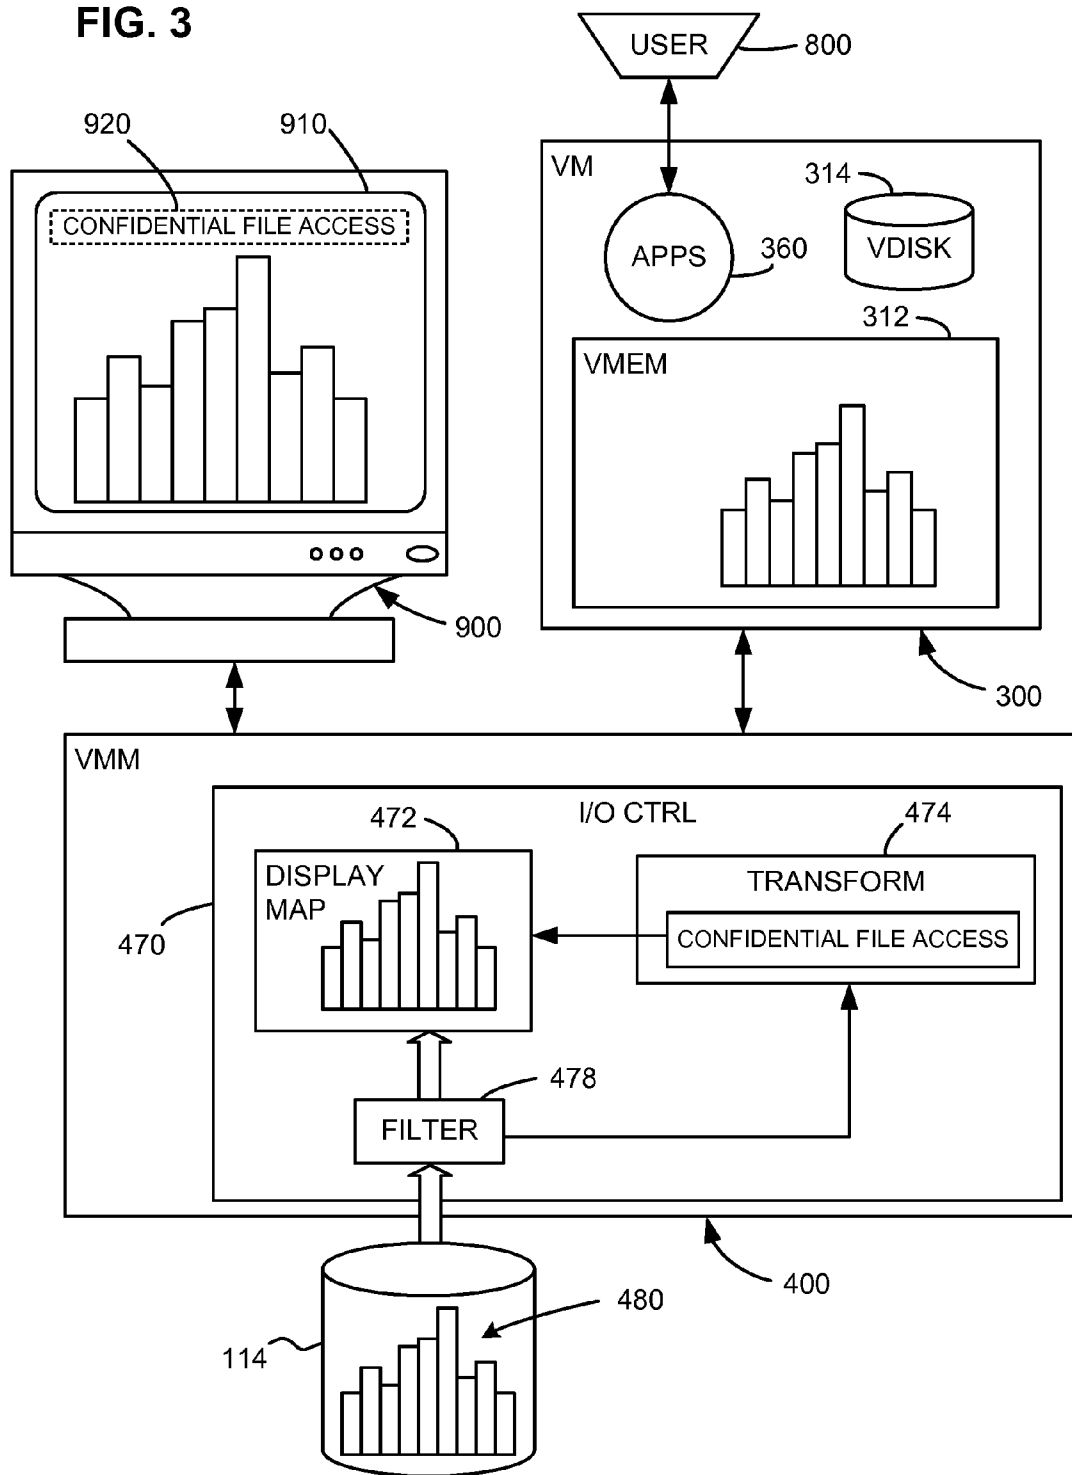 FIG. 3
USER
800
920
910
CONFIDENTIAL FILE ACCESS
VM
314
APPS
360
VDISK
312
VMEM
900
300
VMM
I/O CTRL
472
474
DISPLAY
MAP
TRANSFORM
CONFIDENTIAL FILE ACCESS
470
478
FILTER
400
480
114